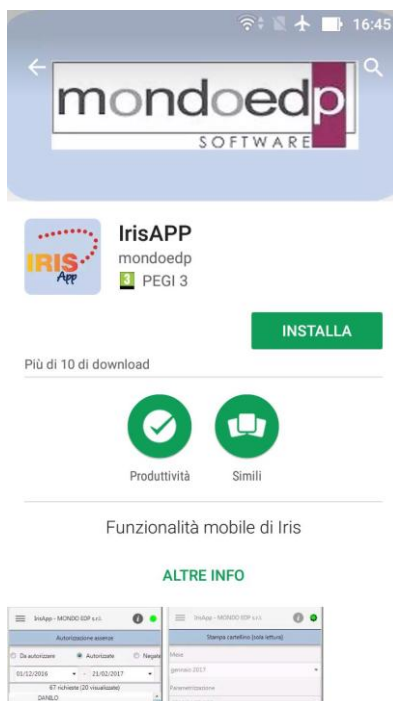 16:45
mondoedp
SOFTWARE
IRIS
App
IrisAPP
mondoedp
3 PEGI 3
INSTALLA
Più di 10 di download
Produttività
Simili
Funzionalità mobile di Iris
ALTRE INFO
IrisApp - MONDO EDP s.r.l.
Autorizzazione assenze
Da autorizzare Autorizzate Negate
01/12/2016 - 21/02/2017
67 richieste (20 visualizzate)
DANILO
IrisApp - MONDO EDP s.r.l.
Stampa cartellino (sola lettura)
Mese
gennaio 2017
Parametrizzazione